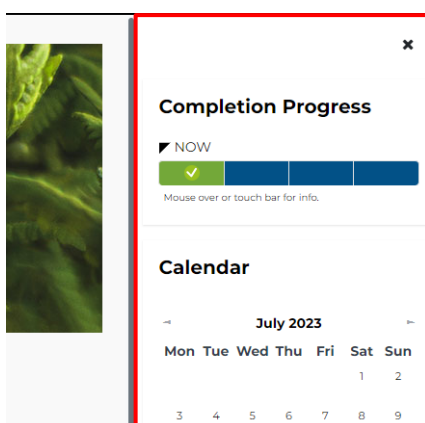 ×
Completion Progress
NOW
Mouse over or touch bar for info.
Calendar
◄ July 2023 ►
Mon Tue Wed Thu Fri Sat Sun
1 2
3 4 5 6 7 8 9